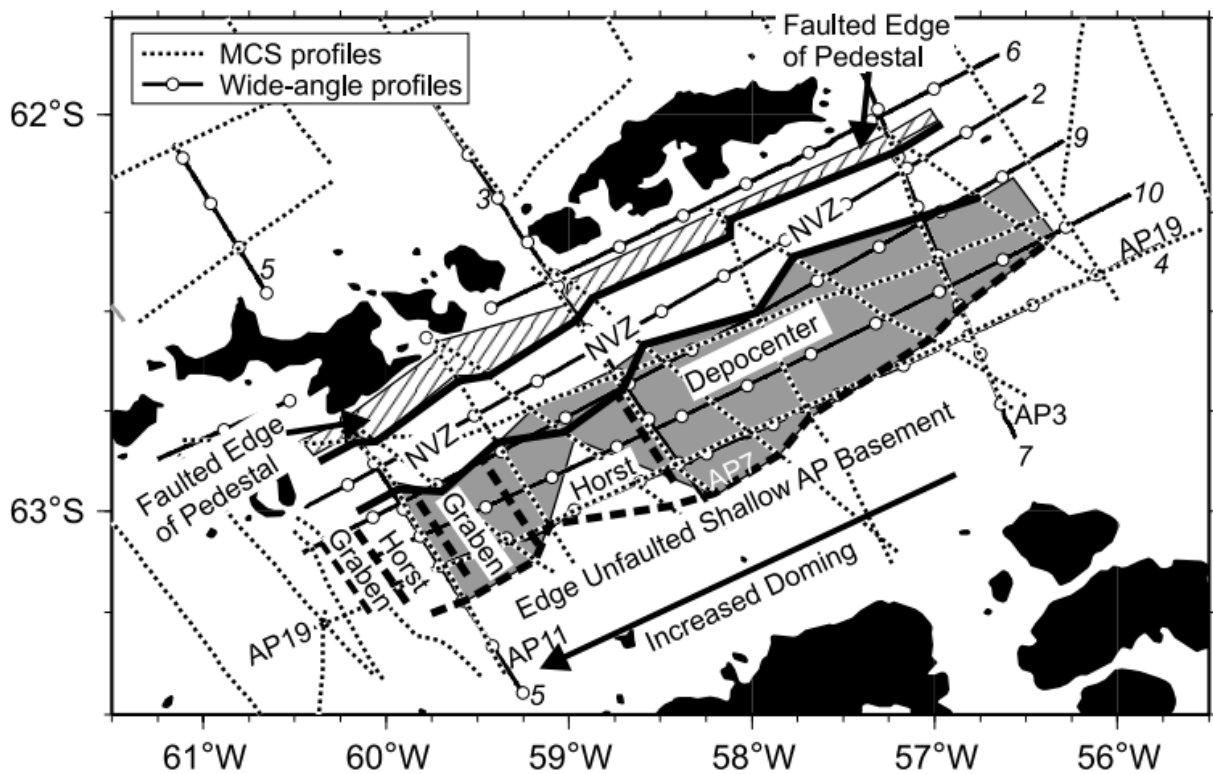 MCS profiles
Wide-angle profiles
Faulted Edge
of Pedestal
6
2
9
10
AP19
4
3
5
62°S
63°S
NVZ
NVZ
NVZ
Depocenter
Faulted Edge
of Pedestal
Graben
Horst
Graben
Horst
AP7
AP3
7
Edge Unfaulted Shallow AP Basement
Increased Doming
AP19
AP11
5
61°W
60°W
59°W
58°W
57°W
56°W